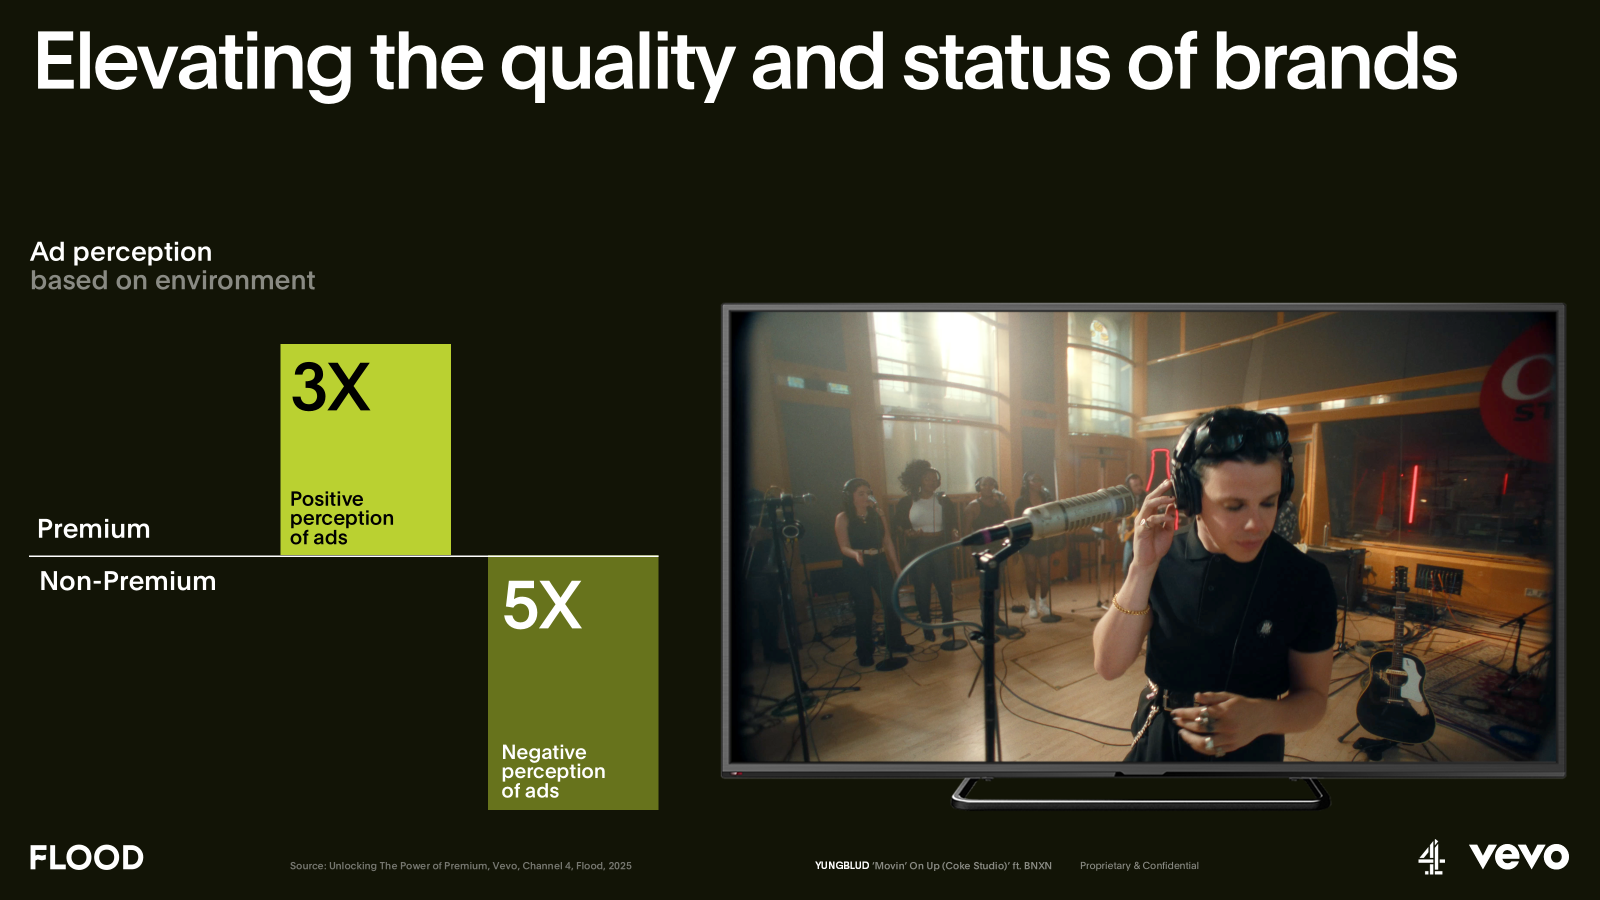 Elevating the quality and status of brands
Ad perception
based on environment
3X
Positive
perception
of ads
Premium
Non-Premium
5X
Negative
perception
of ads
FLOOD
Source: Unlocking The Power of Premium, Vevo, Channel 4, Flood, 2025
YUNGBLUD ‘Movin’ On Up (Coke Studio)’ ft. BNXN
Proprietary & Confidential
4
vevo